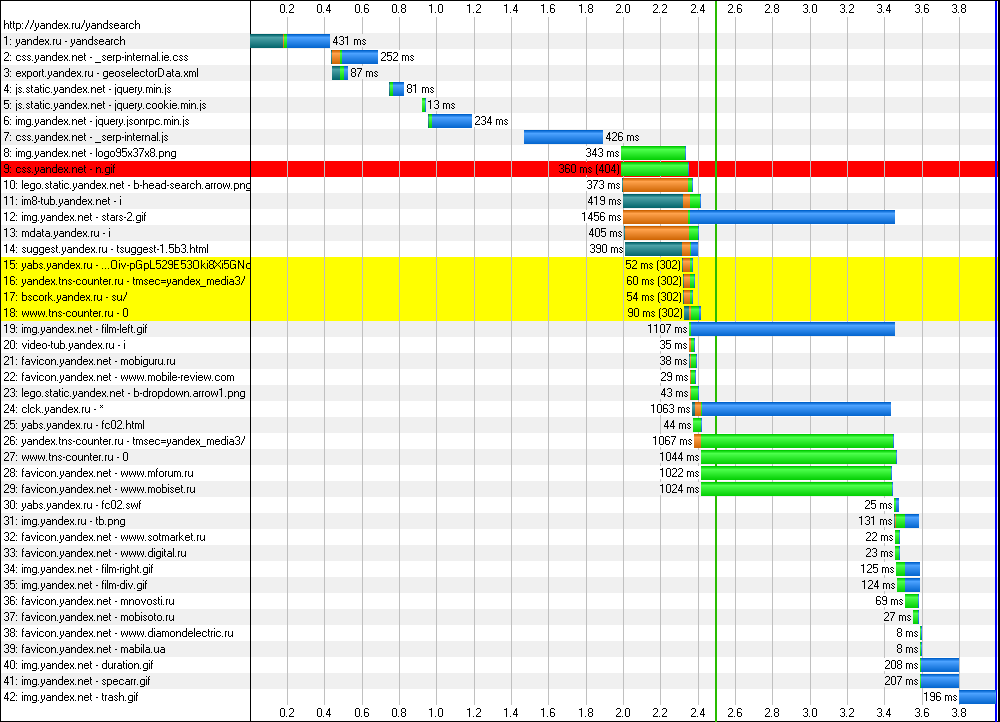 0.2 0.4 0.6 0.8 1.0 1.2 1.4 1.6 1.8 2.0 2.2 2.4 2.6 2.8 3.0 3.2 3.4 3.6 3.8
http://yandex.ru/yandsearch
1: yandex.ru - yandsearch 431 ms
2: css.yandex.net - _serp-internal.ie.css 252 ms
3: export.yandex.ru - geoselectorData.xml 87 ms
4: js.static.yandex.net - jquery.min.js 81 ms
5: js.static.yandex.net - jquery.cookie.min.js 13 ms
6: img.yandex.net - jquery.jsonrpc.min.js 234 ms
7: css.yandex.net - _serp-internal.js 426 ms
8: img.yandex.net - logo95x37x8.png 343 ms
9: css.yandex.net - n.gif 360 ms (404)
10: lego.static.yandex.net - b-head-search.arrow.png 373 ms
11: im8-tub.yandex.net - i 419 ms
12: img.yandex.net - stars-2.gif 1456 ms
13: mdata.yandex.ru - i 405 ms
14: suggest.yandex.ru - tsuggest-1.5b3.html 390 ms
15: yabs.yandex.ru - ...Oiv-pGpL529E53Oki8Xi5GNc 52 ms (302)
16: yandex.tns-counter.ru - tmsec=yandex_media3/ 60 ms (302)
17: bscork.yandex.ru - su/ 54 ms (302)
18: www.tns-counter.ru - 0 90 ms (302)
19: img.yandex.net - film-left.gif 1107 ms
20: video-tub.yandex.ru - i 35 ms
21: favicon.yandex.net - mobiguru.ru 38 ms
22: favicon.yandex.net - www.mobile-review.com 29 ms
23: lego.static.yandex.net - b-dropdown.arrow1.png 43 ms
24: clck.yandex.ru - * 1063 ms
25: yabs.yandex.ru - fc02.html 44 ms
26: yandex.tns-counter.ru - tmsec=yandex_media3/ 1067 ms
27: www.tns-counter.ru - 0 1044 ms
28: favicon.yandex.net - www.mforum.ru 1022 ms
29: favicon.yandex.net - www.mobiset.ru 1024 ms
30: yabs.yandex.ru - fc02.swf 25 ms
31: img.yandex.ru - tb.png 131 ms
32: favicon.yandex.net - www.sotmarket.ru 22 ms
33: favicon.yandex.net - www.digital.ru 23 ms
34: img.yandex.net - film-right.gif 125 ms
35: img.yandex.net - film-div.gif 124 ms
36: favicon.yandex.net - mnovosti.ru 69 ms
37: favicon.yandex.net - mobisoto.ru 27 ms
38: favicon.yandex.net - www.diamondelectric.ru 8 ms
39: favicon.yandex.net - mabila.ua 8 ms
40: img.yandex.net - duration.gif 208 ms
41: img.yandex.net - specarr.gif 207 ms
42: img.yandex.net - trash.gif 196 ms
0.2 0.4 0.6 0.8 1.0 1.2 1.4 1.6 1.8 2.0 2.2 2.4 2.6 2.8 3.0 3.2 3.4 3.6 3.8